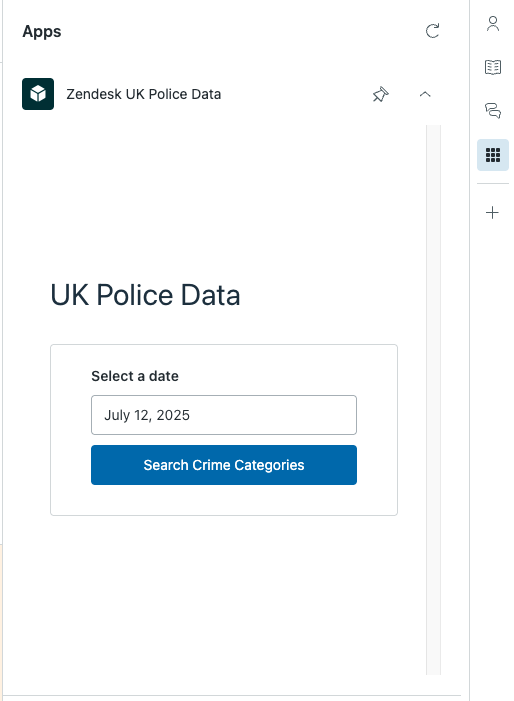 Apps
Zendesk UK Police Data
UK Police Data
Select a date
July 12, 2025
Search Crime Categories